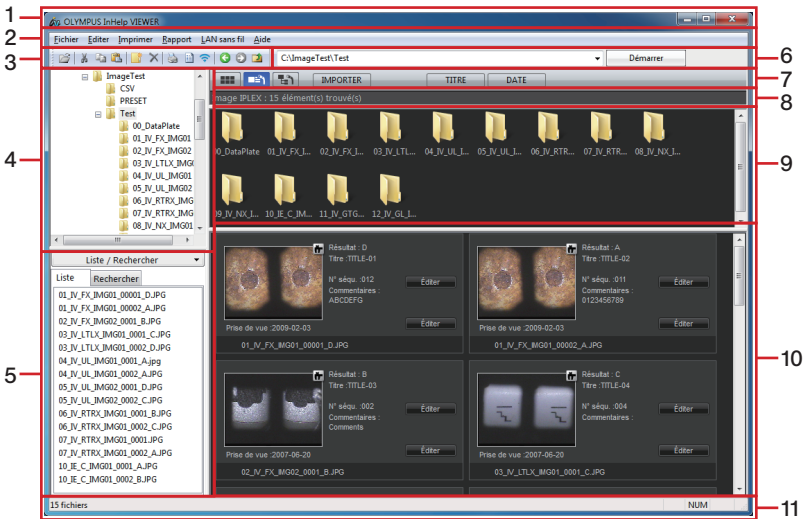 1
OLYMPUS InHelp VIEWER
2
Fichier Editer Imprimer Rapport LAN sans fil Aide
3
C:\ImageTest\Test
Démarrer
6
IMPORTER TITRE DATE
7
mage IPLEX : 15 élément(s) trouvé(s)
8
4
ImageTest
CSV
PRESET
Test
00_DataPlate
01_IV_FX_IMG01
02_IV_FX_IMG02
03_IV_LTLX_IMG0
04_IV_UL_IMG01
05_IV_UL_IMG02
06_IV_RTRX_IMG
07_IV_RTRX_IMG
08_IV_NX_IMG01
0_DataPlate 01_IV_FX_I... 02_IV_FX_I... 03_IV_LTL... 04_IV_UL_I... 05_IV_UL_I... 06_IV_RTR... 07_IV_RTR... 08_IV_NX_I...
09_IV_NX_I... 10_IE_C_IM... 11_IV_GTG... 12_IV_GL_I...
9
5
Liste / Rechercher
Liste Rechercher
01_IV_FX_IMG01_00001_D.JPG
01_IV_FX_IMG01_00002_A.JPG
02_IV_FX_IMG02_0001_B.JPG
03_IV_LTLX_IMG01_0001_C.JPG
03_IV_LTLX_IMG01_0002_D.JPG
04_IV_UL_IMG01_0001_A.jpg
04_IV_UL_IMG01_0002_A.JPG
05_IV_UL_IMG02_0001_D.JPG
05_IV_UL_IMG02_0002_C.JPG
06_IV_RTRX_IMG01_0001_B.JPG
06_IV_RTRX_IMG01_0002_C.JPG
07_IV_RTRX_IMG01_0001.JPG
07_IV_RTRX_IMG01_0002_A.JPG
10_IE_C_IMG01_0001_A.JPG
10_IE_C_IMG01_0002_B.JPG
Résultat : D
Titre :TITLE-01
N° séqu. :012
Commentaires :
ABCDEFG
Éditer
Éditer
Prise de vue :2009-02-03
01_IV_FX_IMG01_00001_D.JPG
Résultat : A
Titre :TITLE-02
N° séqu. :011
Commentaires :
0123456789
Éditer
Éditer
Prise de vue :2009-02-03
01_IV_FX_IMG01_00002_A.JPG
Résultat : B
Titre :TITLE-03
N° séqu. :002
Commentaires :
Comments
Éditer
Éditer
Prise de vue :2007-06-20
02_IV_FX_IMG02_0001_B.JPG
Résultat : C
Titre :TITLE-04
N° séqu. :004
Commentaires :
Éditer
Éditer
Prise de vue :2007-06-20
03_IV_LTLX_IMG01_0001_C.JPG
10
15 fichiers
NUM
11